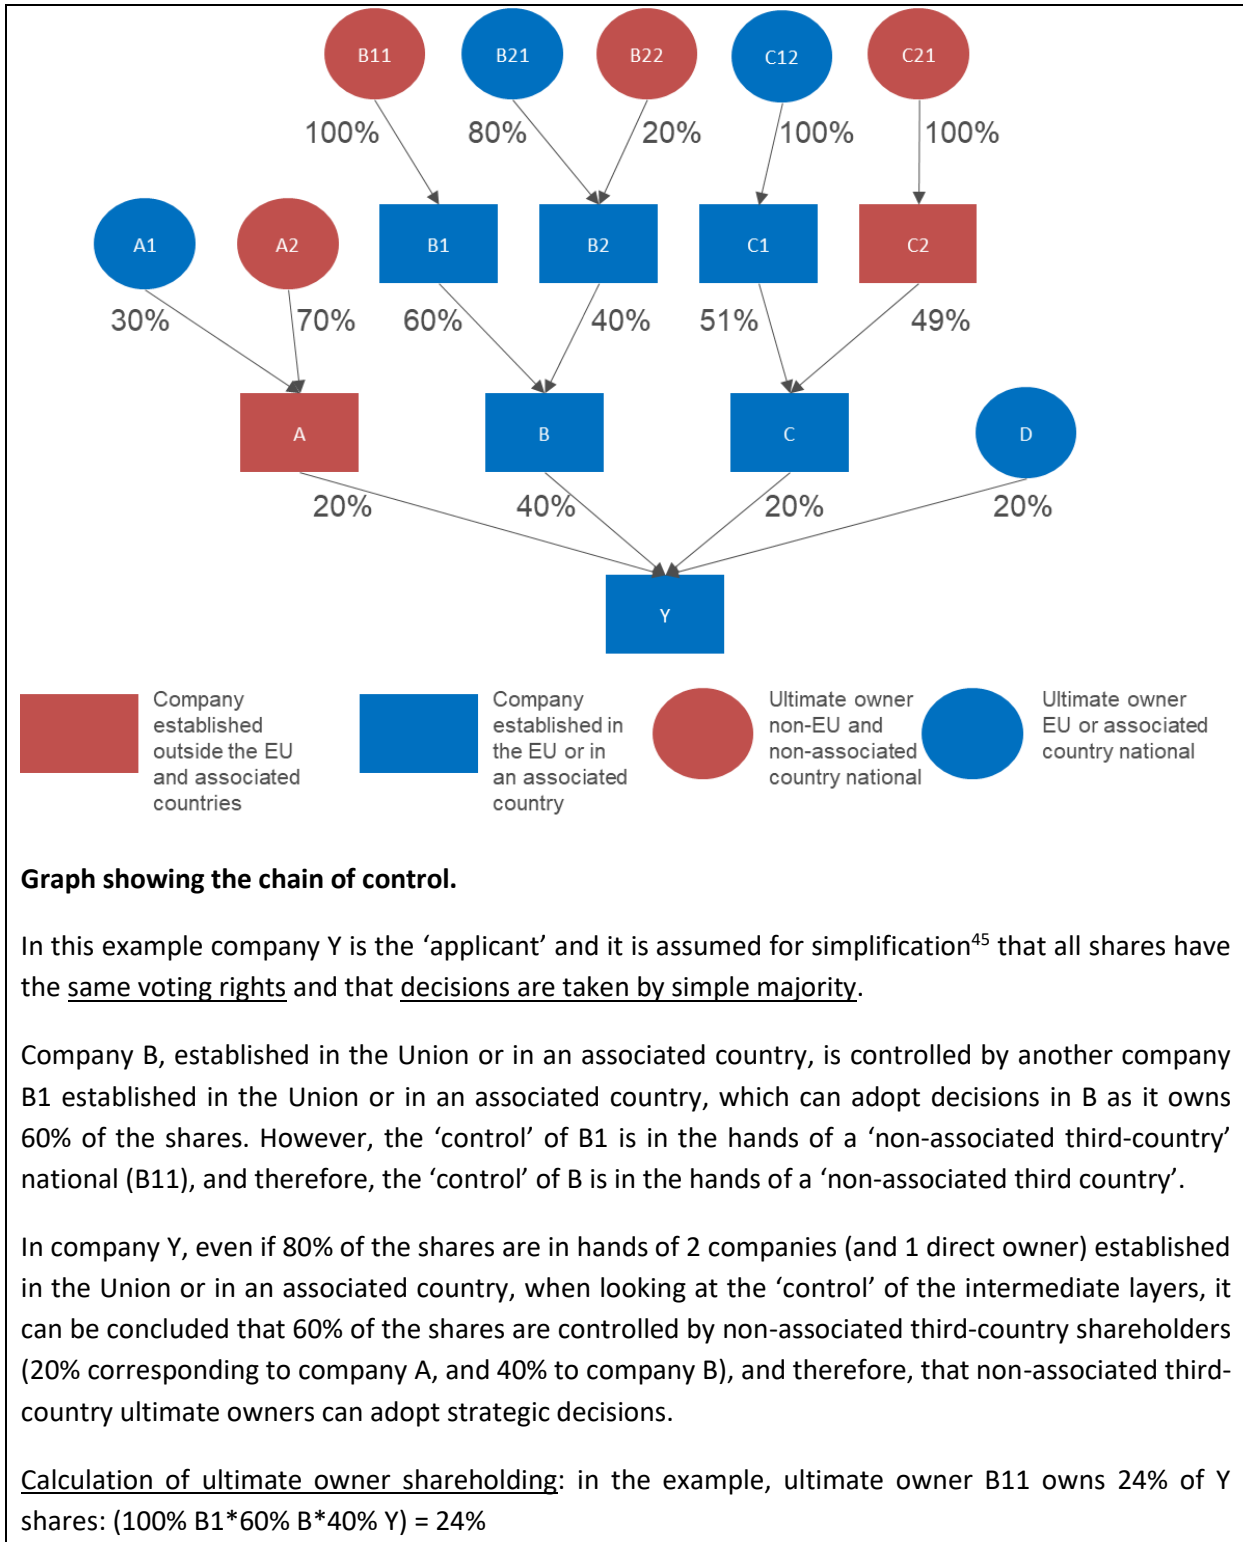 B11 B21 B22 C12 C21
100% 80% 20% 100% 100%
A1 A2 B1 B2 C1 C2
30% 70% 60% 40% 51% 49%
A B C D
20% 40% 20% 20%
Y
Company
established
outside the EU
and associated
countries
Company
established in
the EU or in
an associated
country
Ultimate owner
non-EU and
non-associated
country national
Ultimate owner
EU or associated
country national
Graph showing the chain of control.
In this example company Y is the ‘applicant’ and it is assumed for simplification45 that all shares have
the same voting rights and that decisions are taken by simple majority.
Company B, established in the Union or in an associated country, is controlled by another company
B1 established in the Union or in an associated country, which can adopt decisions in B as it owns
60% of the shares. However, the ‘control’ of B1 is in the hands of a ‘non-associated third-country’
national (B11), and therefore, the ‘control’ of B is in the hands of a ‘non-associated third country’.
In company Y, even if 80% of the shares are in hands of 2 companies (and 1 direct owner) established
in the Union or in an associated country, when looking at the ‘control’ of the intermediate layers, it
can be concluded that 60% of the shares are controlled by non-associated third-country shareholders
(20% corresponding to company A, and 40% to company B), and therefore, that non-associated third-
country ultimate owners can adopt strategic decisions.
Calculation of ultimate owner shareholding: in the example, ultimate owner B11 owns 24% of Y
shares: (100% B1*60% B*40% Y) = 24%